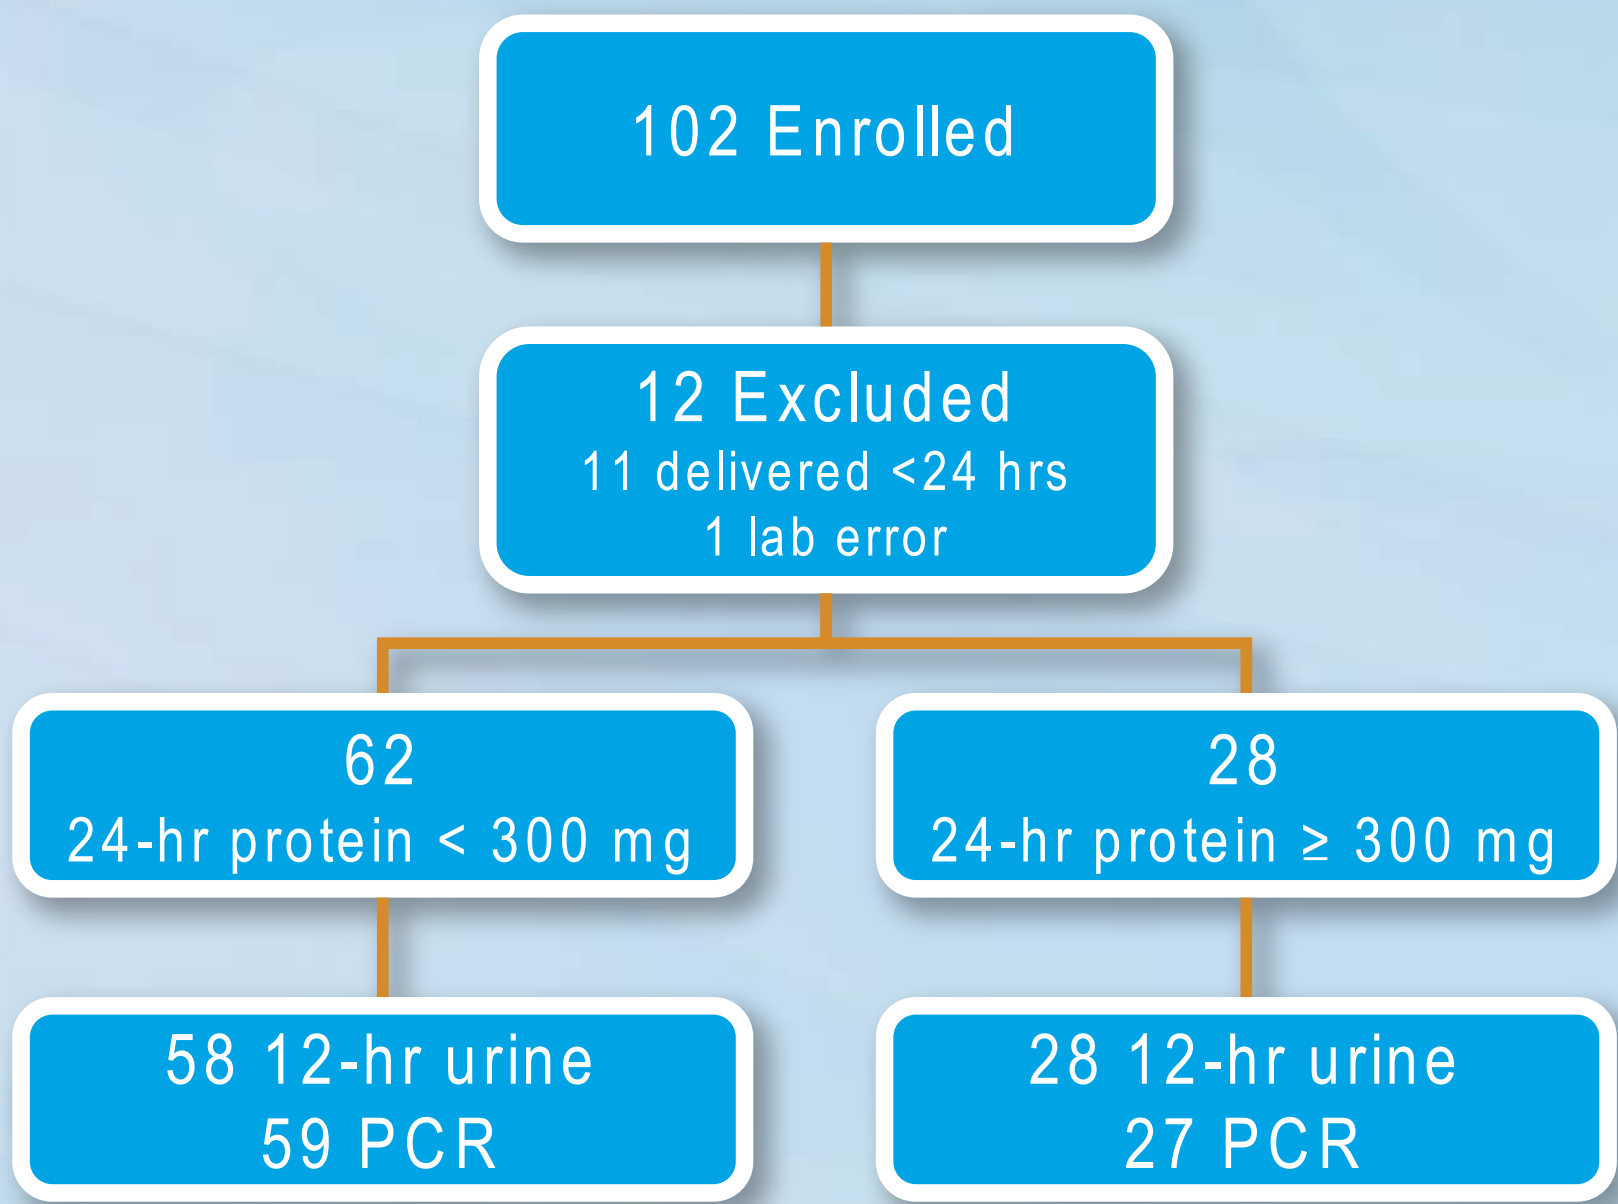 102 Enrolled
12 Excluded
11 delivered <24 hrs
1 lab error
62
24-hr protein < 300 mg
28
24-hr protein ≥ 300 mg
58 12-hr urine
59 PCR
28 12-hr urine
27 PCR